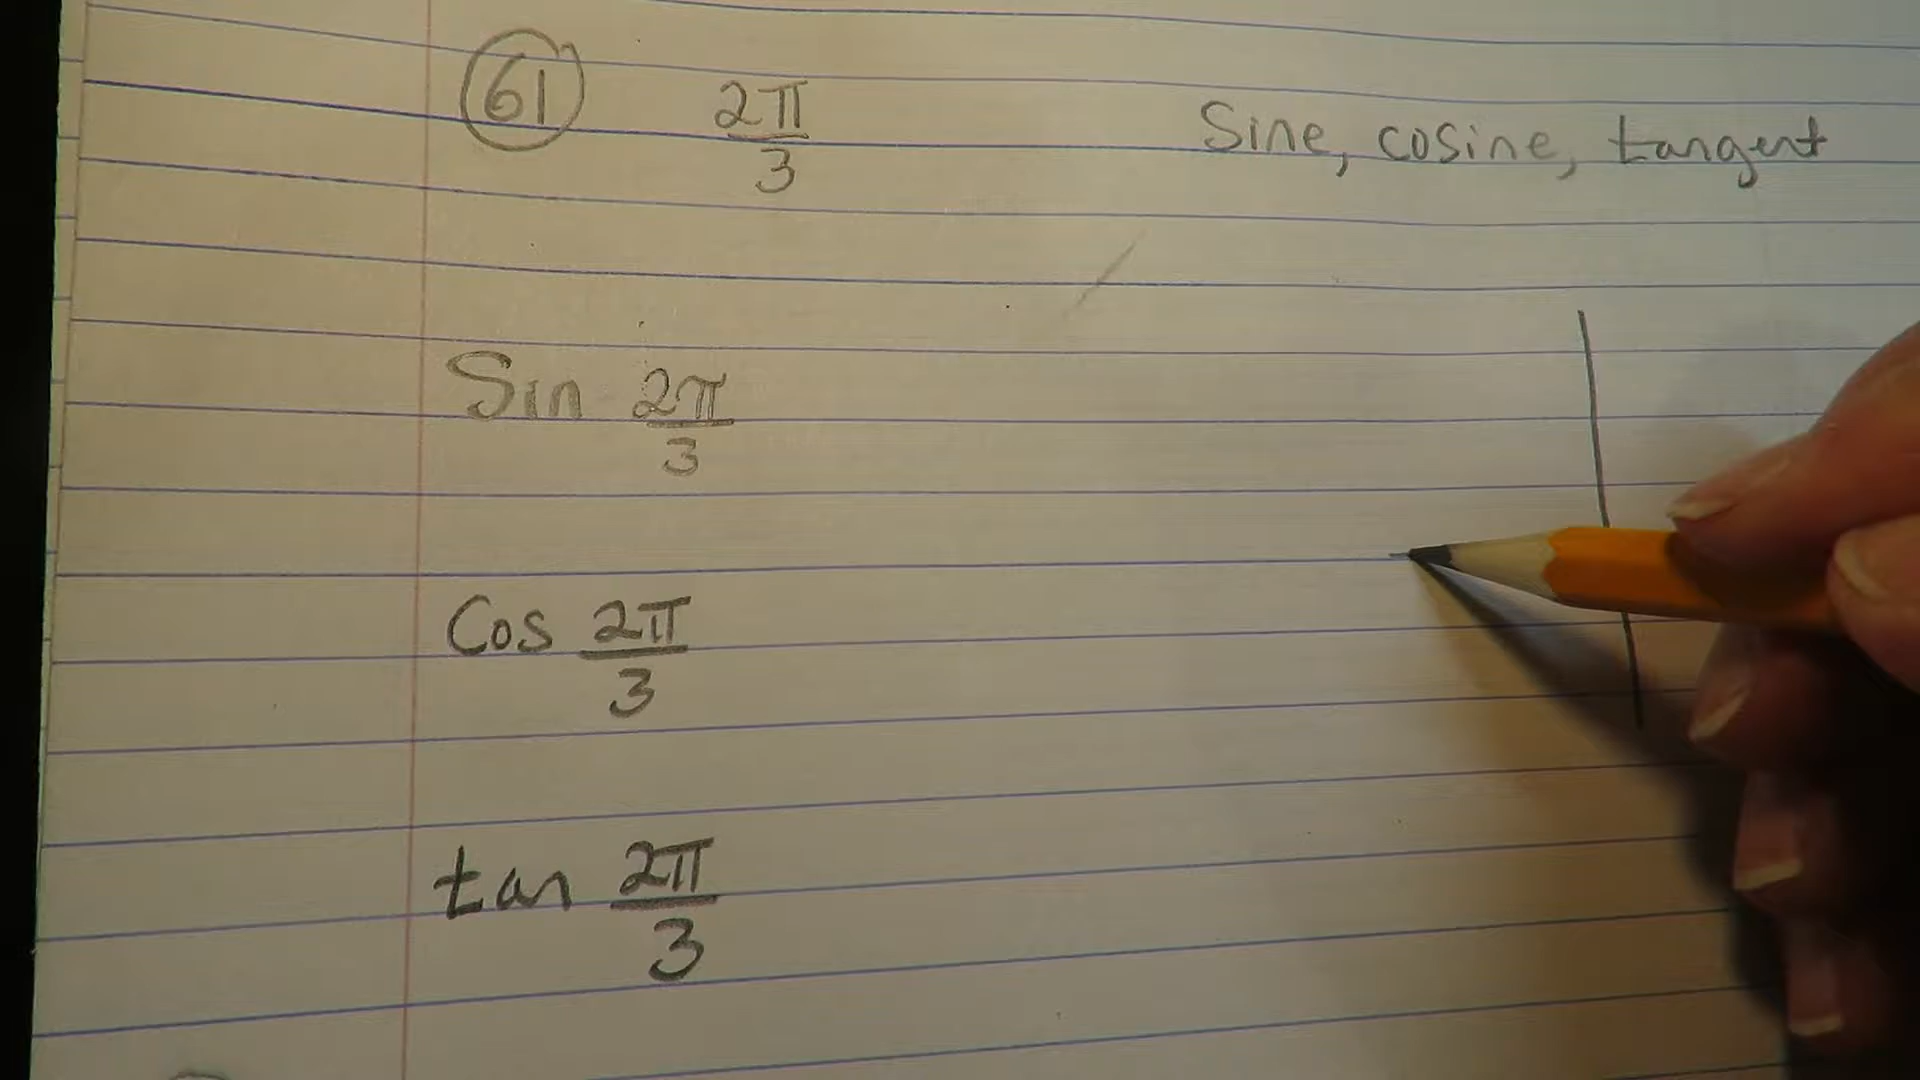 61 2π/3 Sine, cosine, tangent
Sin 2π/3
Cos 2π/3
tan 2π/3